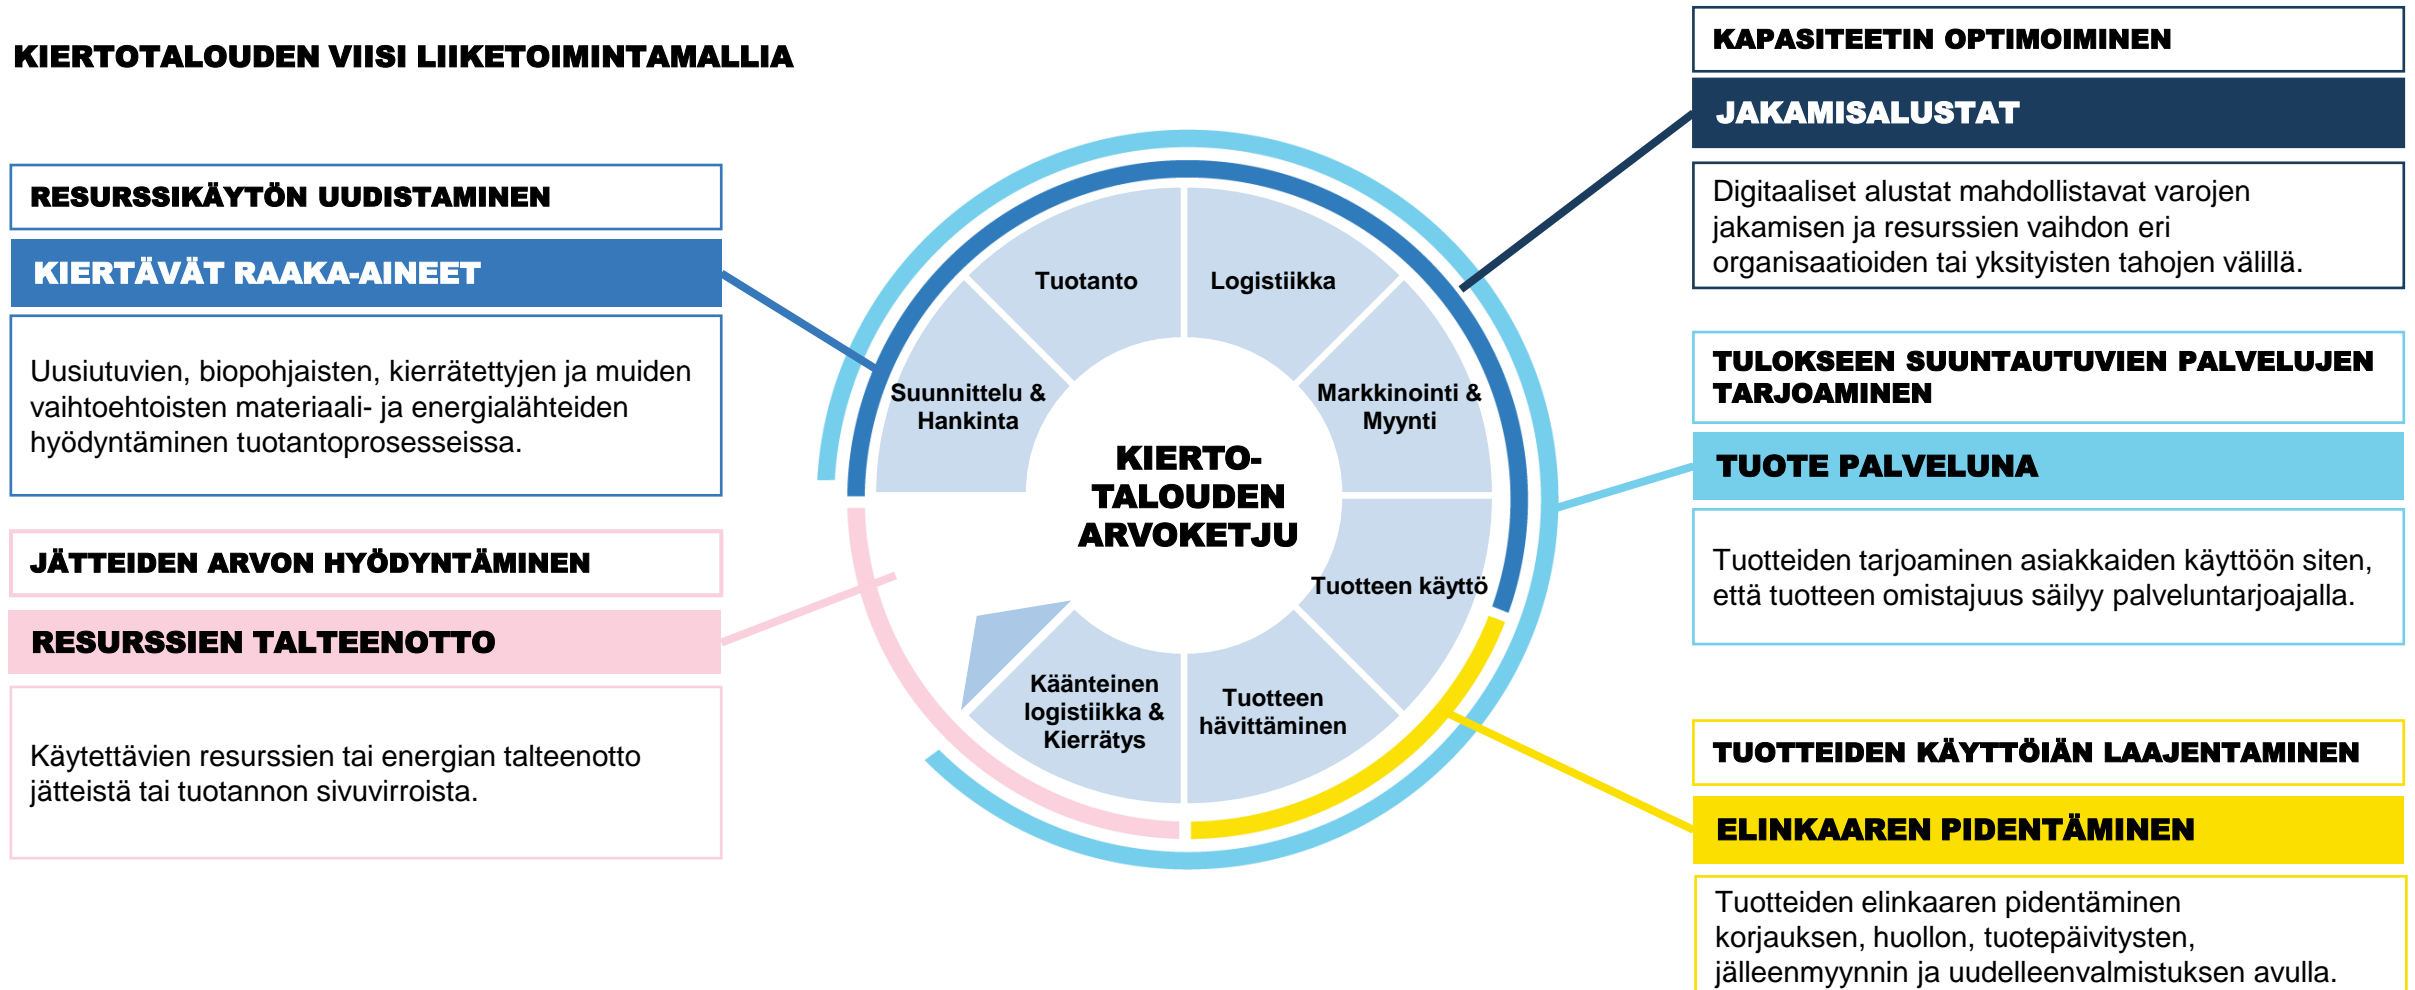 KIERTOTALOUDEN VIISI LIIKETOIMINTAMALLIA
RESURSSIKÄYTÖN UUDISTAMINEN
KIERTÄVÄT RAAKA-AINEET
Uusiutuvien, biopohjaisten, kierrätettyjen ja muiden
vaihtoehtoisten materiaali- ja energialähteiden
hyödyntäminen tuotantoprosesseissa.
JÄTTEIDEN ARVON HYÖDYNTÄMINEN
RESURSSIEN TALTEENOTTO
Käytettävien resurssien tai energian talteenotto
jätteistä tai tuotannon sivuvirroista.
Suunnittelu &
Hankinta
Tuotanto
Logistiikka
Markkinointi &
Myynti
Tuotteen käyttö
Tuotteen
hävittäminen
Käänteinen
logistiikka &
Kierrätys
KIERTO-
TALOUDEN
ARVOKETJU
KAPASITEETIN OPTIMOIMINEN
JAKAMISALUSTAT
Digitaaliset alustat mahdollistavat varojen
jakamisen ja resurssien vaihdon eri
organisaatioiden tai yksityisten tahojen välillä.
TULOKSEEN SUUNTAUTUVIEN PALVELUJEN
TARJOAMINEN
TUOTE PALVELUNA
Tuotteiden tarjoaminen asiakkaiden käyttöön siten,
että tuotteen omistajuus säilyy palveluntarjoajalla.
TUOTTEIDEN KÄYTTÖIÄN LAAJENTAMINEN
ELINKAAREN PIDENTÄMINEN
Tuotteiden elinkaaren pidentäminen
korjauksen, huollon, tuotepäivitysten,
jälleenmyynnin ja uudelleenvalmistuksen avulla.